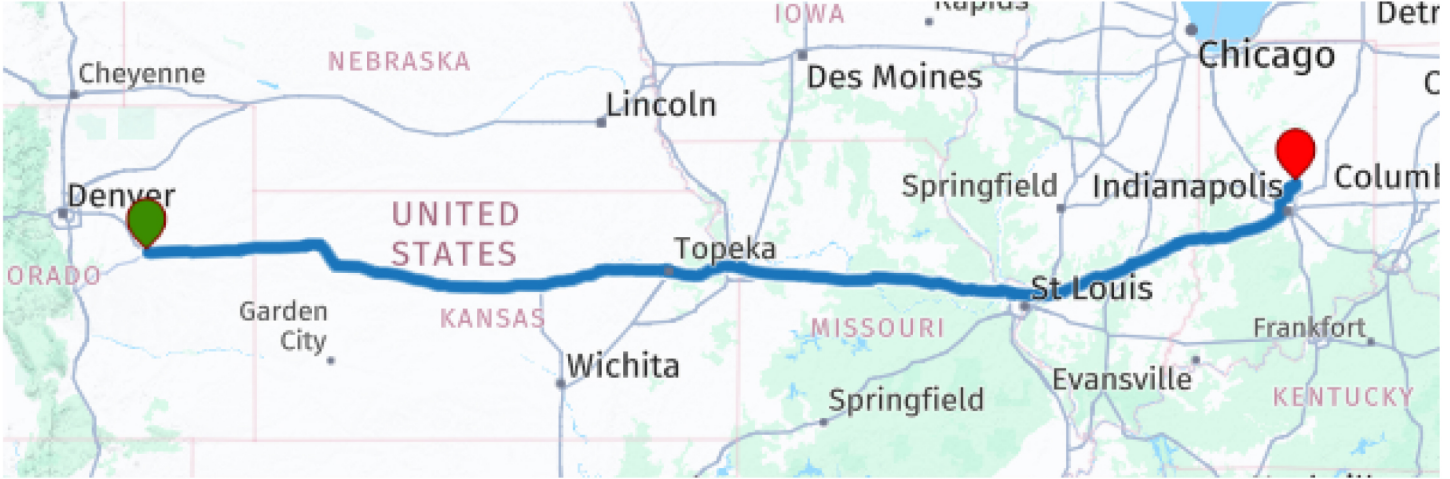 IOWA
Rapids
Detr
Chicago
Cheyenne
NEBRASKA
Des Moines
C
Lincoln
Denver
UNITED
STATES
Springfield
Indianapolis
Columb
Topeka
ORADO
St Louis
Garden
City
KANSAS
MISSOURI
Frankfort
Wichita
Evansville
Springfield
KENTUCKY